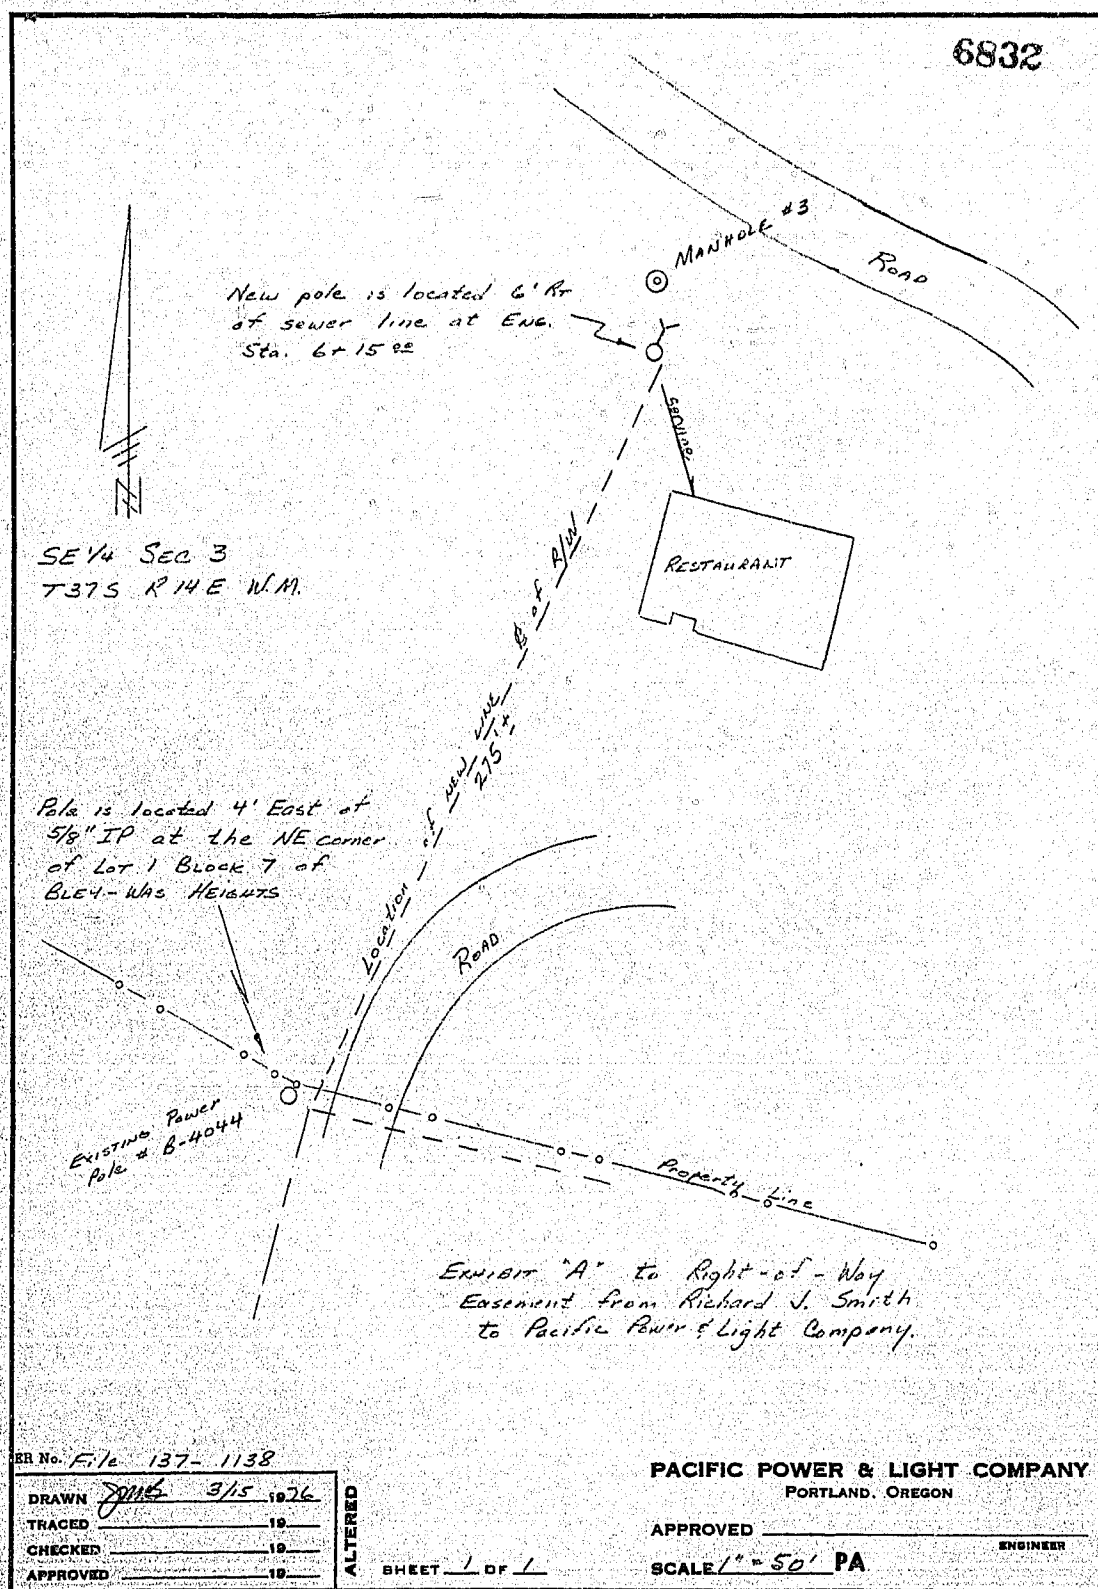 6832
MANHOLE #3
ROAD
New pole is located 6' RT
of sewer line at ENG.
Sta. 6+15 00
service
N
SE 1/4 SEC 3
T37S R14E W.M.
RESTAURANT
Location of NEW LINE ℄ of R/W
275'±
Pole is located 4' East of
5/8" IP at the NE corner
of LOT 1 BLOCK 7 of
BLEY-WAS HEIGHTS
ROAD
EXISTING Power
Pole # B-4044
Property Line
EXHIBIT "A" to Right-of-Way
Easement from Richard J. Smith
to Pacific Power & Light Company.
ER No. File 137-1138
DRAWN 3/15 1976
TRACED 19
CHECKED 19
APPROVED 19
ALTERED
SHEET 1 OF 1
PACIFIC POWER & LIGHT COMPANY
PORTLAND, OREGON
APPROVED
ENGINEER
SCALE 1" = 50' PA